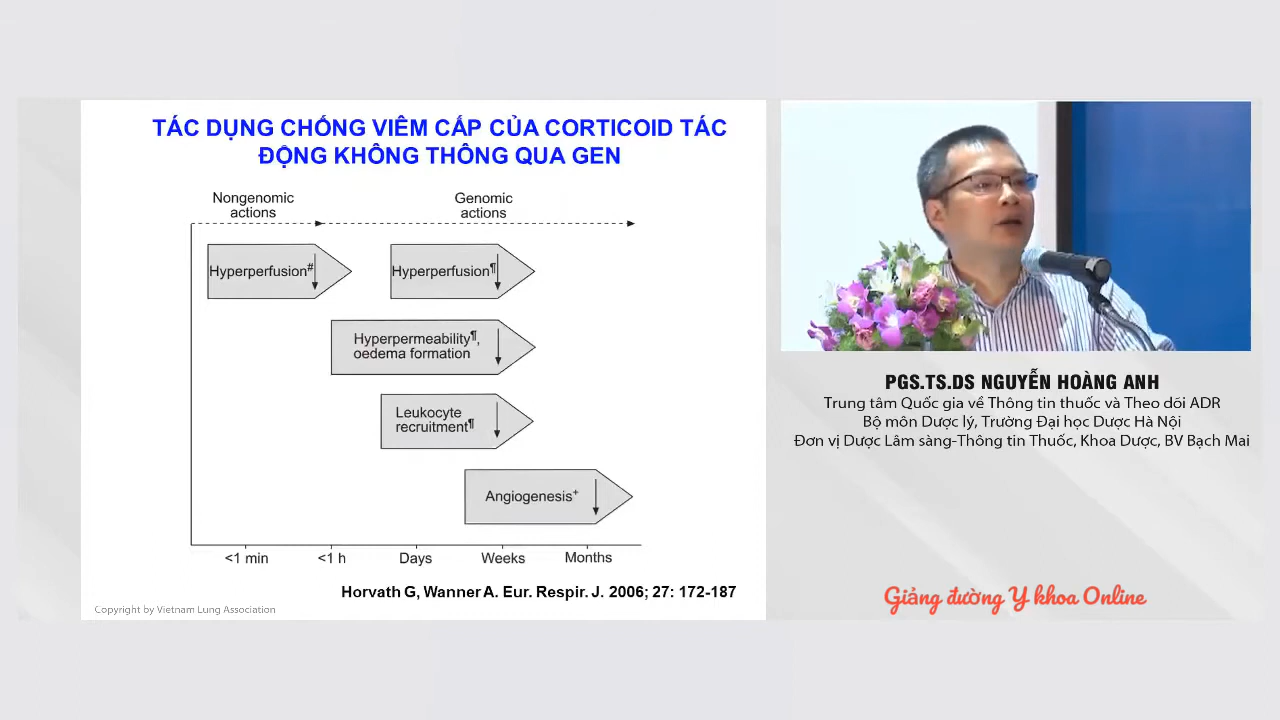 TÁC DỤNG CHỐNG VIÊM CẤP CỦA CORTICOID TÁC
ĐỘNG KHÔNG THÔNG QUA GEN
Nongenomic
actions
Genomic
actions
Hyperperfusion#
Hyperperfusion¶
Hyperpermeability¶,
oedema formation
Leukocyte
recruitment¶
Angiogenesis+
<1 min
<1 h
Days
Weeks
Months
Horvath G, Wanner A. Eur. Respir. J. 2006; 27: 172-187
Copyright by Vietnam Lung Association
PGS.TS.DS NGUYỄN HOÀNG ANH
Trung tâm Quốc gia về Thông tin thuốc và Theo dõi ADR
Bộ môn Dược lý, Trường Đại học Dược Hà Nội
Đơn vị Dược Lâm sàng-Thông tin Thuốc, Khoa Dược, BV Bạch Mai
Giảng đường Y khoa Online